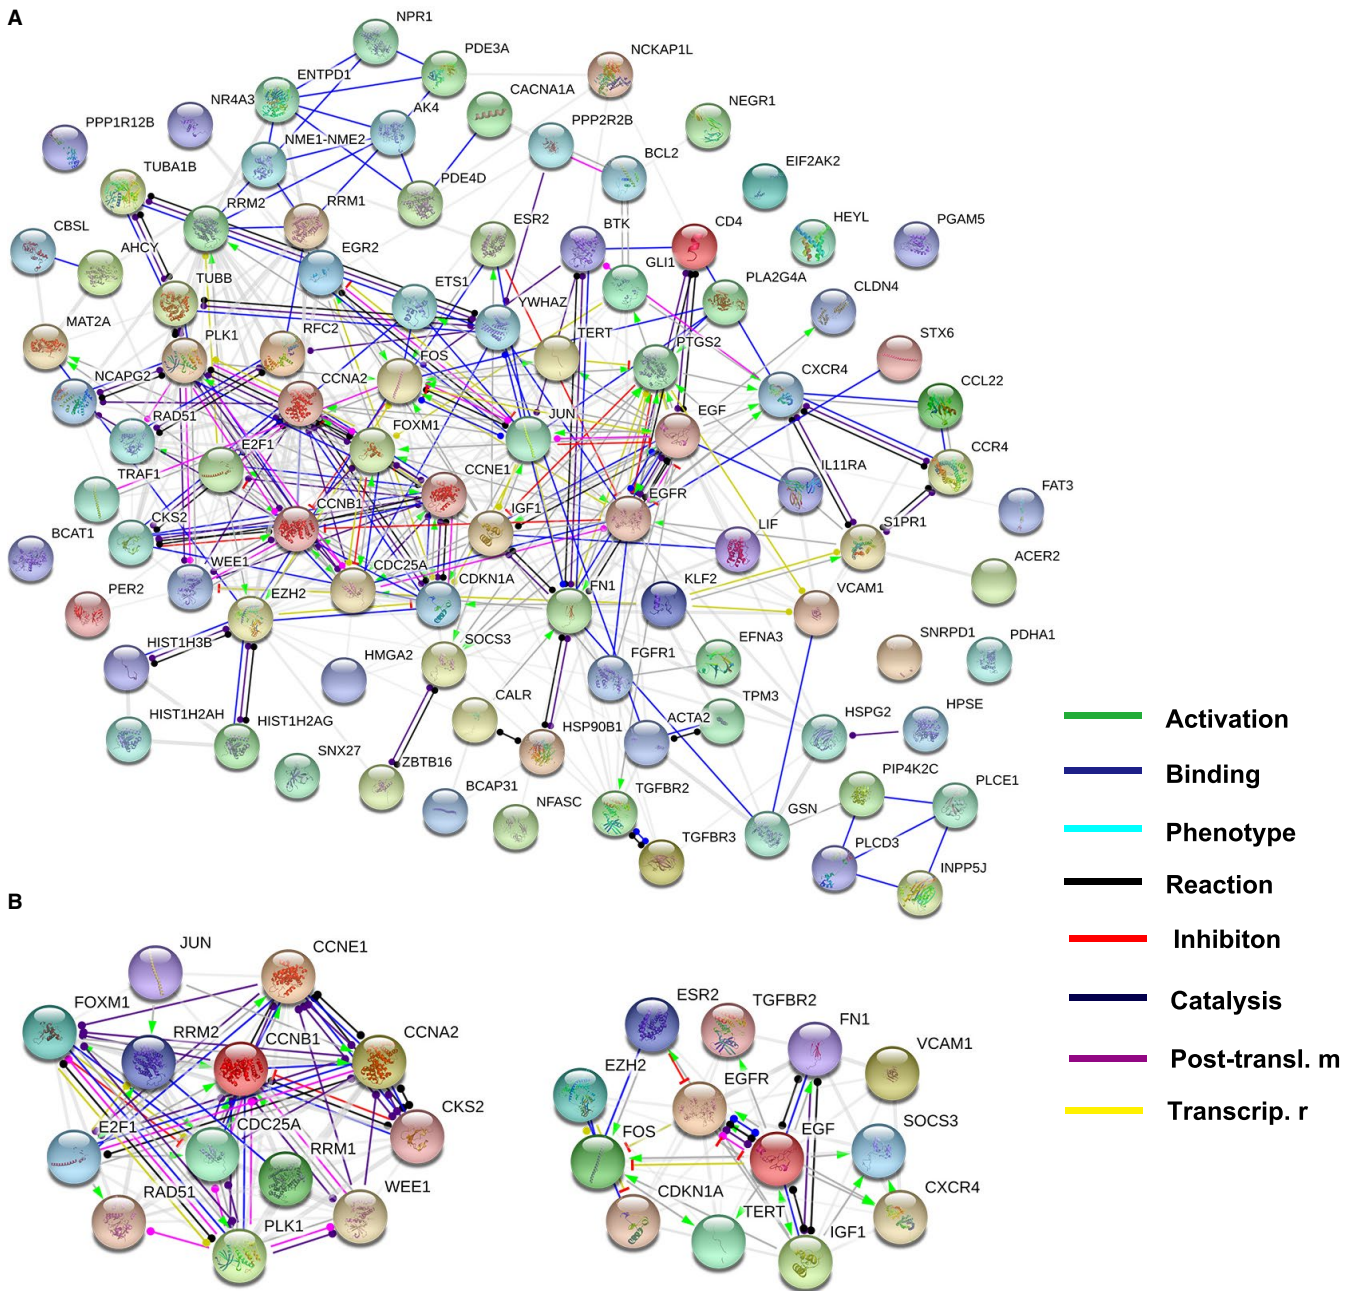 A
NPR1
PDE3A
NCKAP1L
ENTPD1
CACNA1A
NEGR1
NR4A3
AK4
PPP1R12B
PPP2R2B
NME1-NME2
BCL2
EIF2AK2
TUBA1B
PDE4D
RRM2
RRM1
HEYL
PGAM5
CBSL
ESR2
BTK
CD4
AHCY
EGR2
GLI1
TUBB
ETS1
PLA2G4A
CLDN4
YWHAZ
MAT2A
RFC2
TERT
STX6
PLK1
FOS
PTGS2
NCAPG2
CCNA2
CXCR4
CCL22
RAD51
JUN
EGF
FOXM1
E2F1
CCNE1
IL11RA
CCR4
TRAF1
EGFR
FAT3
CKS2
CCNB1
IGF1
S1PR1
BCAT1
LIF
WEE1
CDC25A
CDKN1A
ACER2
PER2
EZH2
FN1
KLF2
VCAM1
HIST1H3B
HMGA2
SOCS3
FGFR1
EFNA3
SNRPD1
PDHA1
CALR
TPM3
HIST1H2AH
HIST1H2AG
HSP90B1
ACTA2
HSPG2
HPSE
SNX27
ZBTB16
BCAP31
NFASC
TGFBR2
PIP4K2C
PLCE1
GSN
TGFBR3
PLCD3
INPP5J
Activation
Binding
Phenotype
Reaction
Inhibiton
Catalysis
Post-transl. m
Transcrip. r
B
JUN
CCNE1
FOXM1
RRM2
CCNB1
CCNA2
CKS2
E2F1
CDC25A
RRM1
RAD51
WEE1
PLK1
ESR2
TGFBR2
FN1
VCAM1
EZH2
EGFR
SOCS3
FOS
EGF
CDKN1A
TERT
CXCR4
IGF1